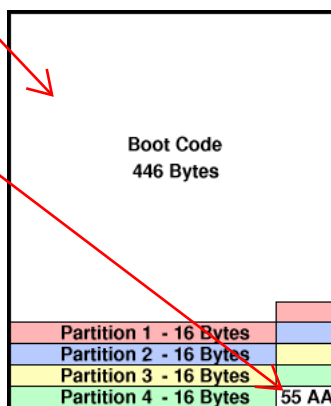 Boot Code
446 Bytes
Partition 1 - 16 Bytes
Partition 2 - 16 Bytes
Partition 3 - 16 Bytes
Partition 4 - 16 Bytes 55 AA